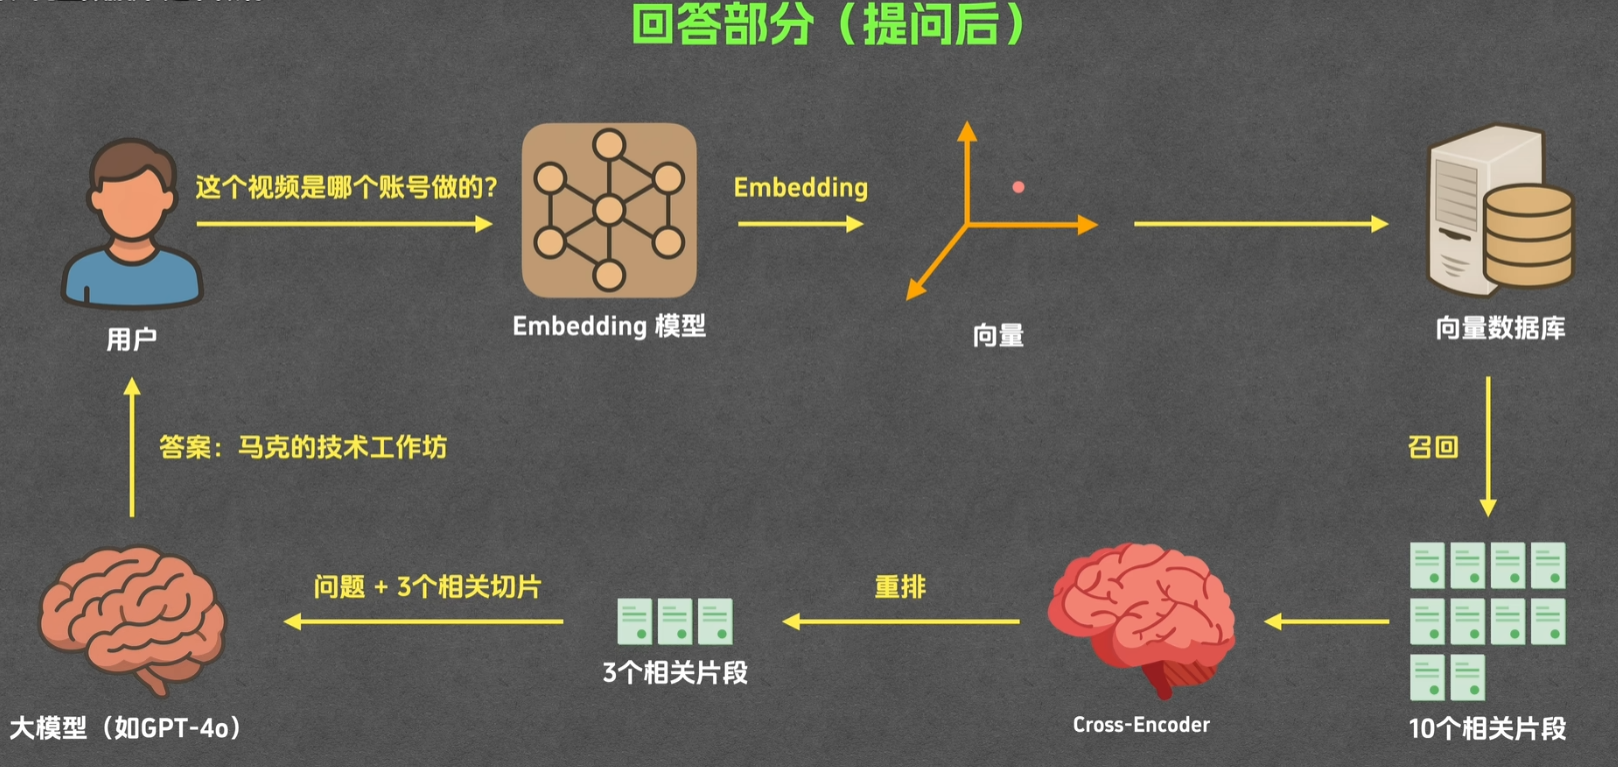 回答部分（提问后）
这个视频是哪个账号做的？
Embedding
用户
Embedding 模型
向量
向量数据库
答案：马克的技术工作坊
召回
问题 + 3个相关切片
重排
3个相关片段
大模型（如GPT-4o）
Cross-Encoder
10个相关片段